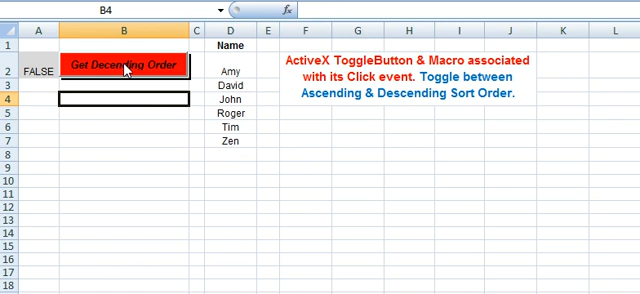 B4 fx
A B C D E F G H I J K L
1 Name
2 FALSE Get Decending Order Amy ActiveX ToggleButton & Macro associated
with its Click event. Toggle between
3 David Ascending & Descending Sort Order.
4 John
5 Roger
6 Tim
7 Zen
8
9
10
11
12
13
14
15
16
17
18